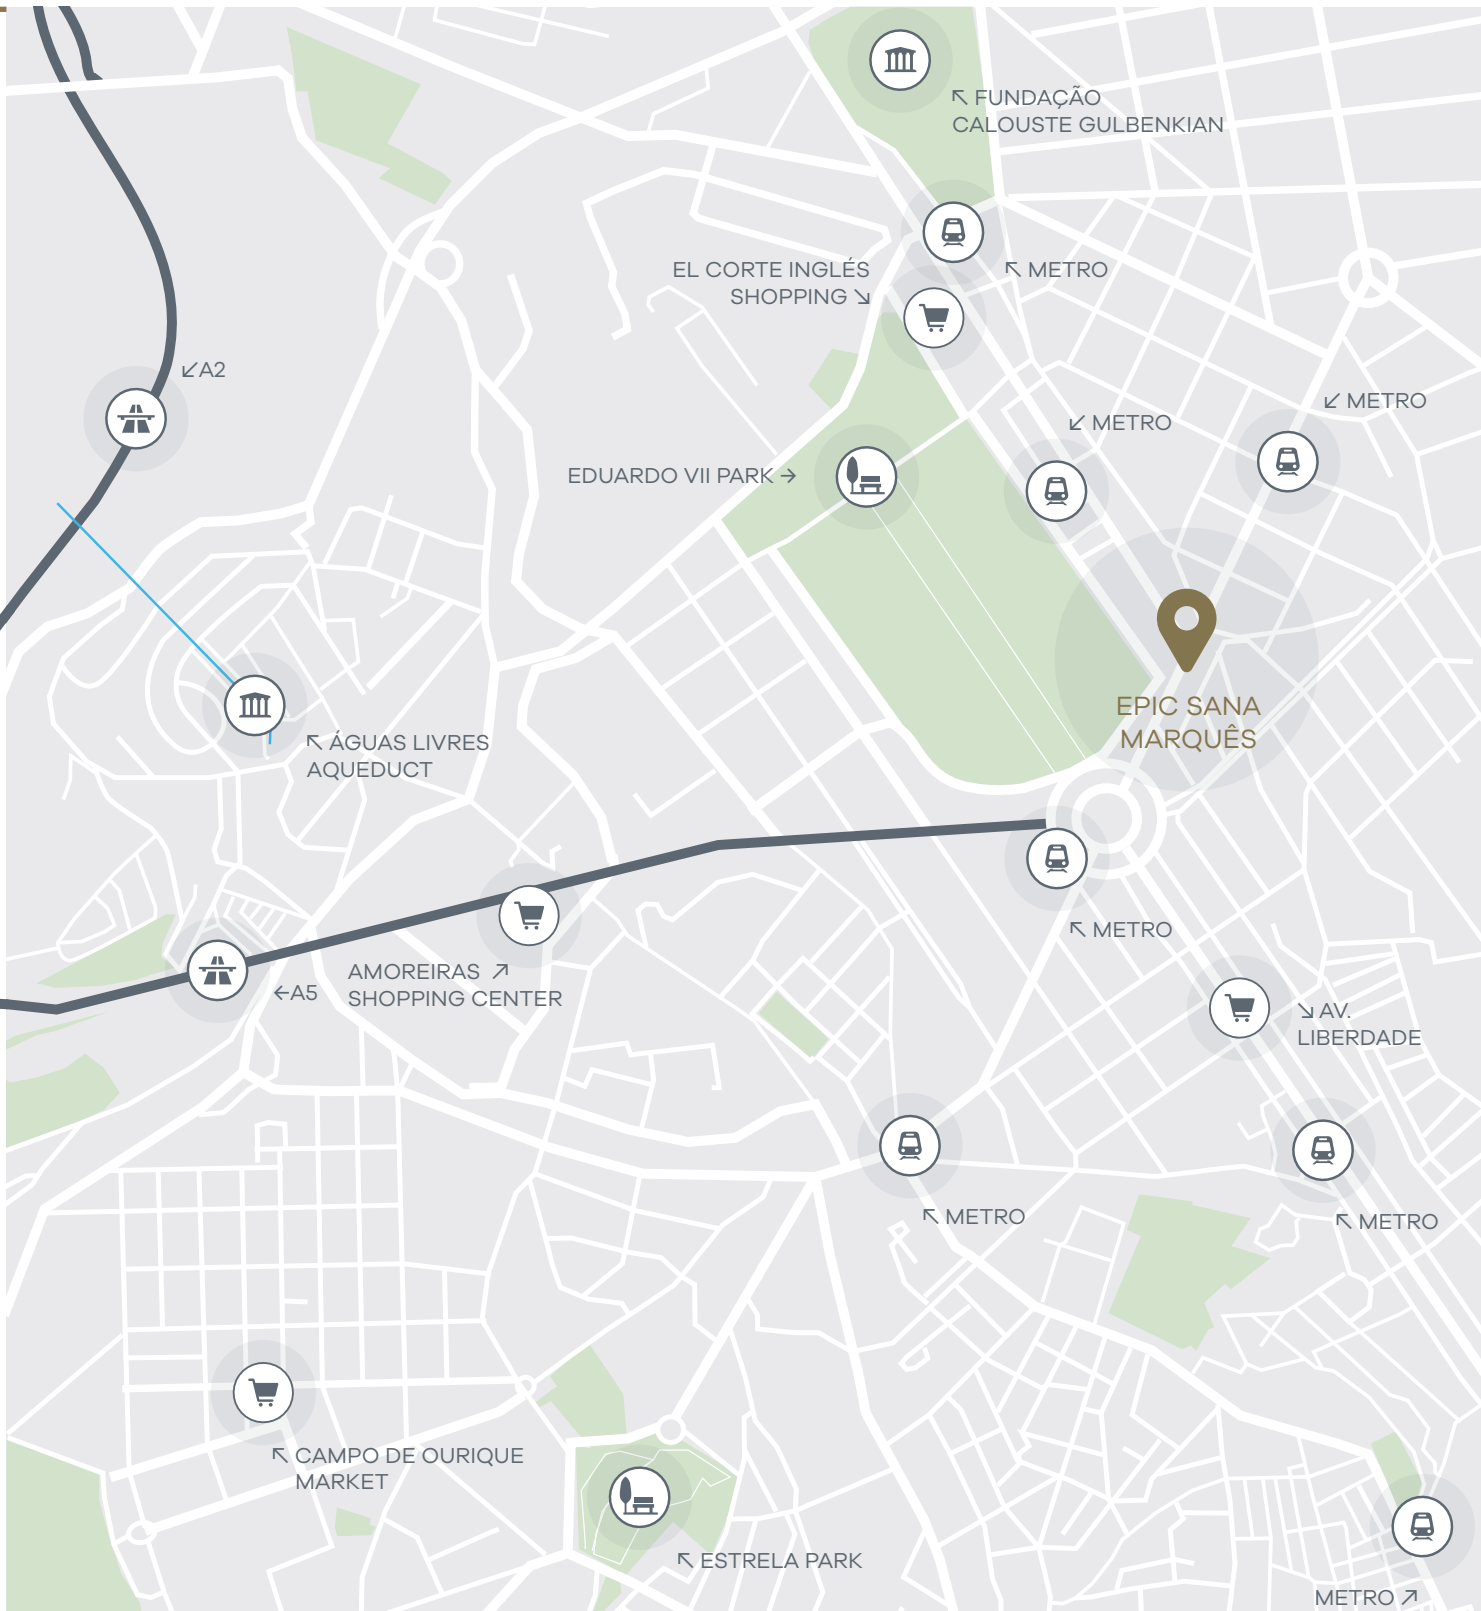 ↖ FUNDAÇÃO
CALOUSTE GULBENKIAN
EL CORTE INGLÉS
SHOPPING ↘
↖ METRO
↙A2
↙ METRO
↙ METRO
EDUARDO VII PARK →
EPIC SANA
MARQUÊS
↖ ÁGUAS LIVRES
AQUEDUCT
↖ METRO
AMOREIRAS ↗
SHOPPING CENTER
←A5
↘ AV.
LIBERDADE
↖ METRO
↖ METRO
↖ CAMPO DE OURIQUE
MARKET
↖ ESTRELA PARK
METRO ↗